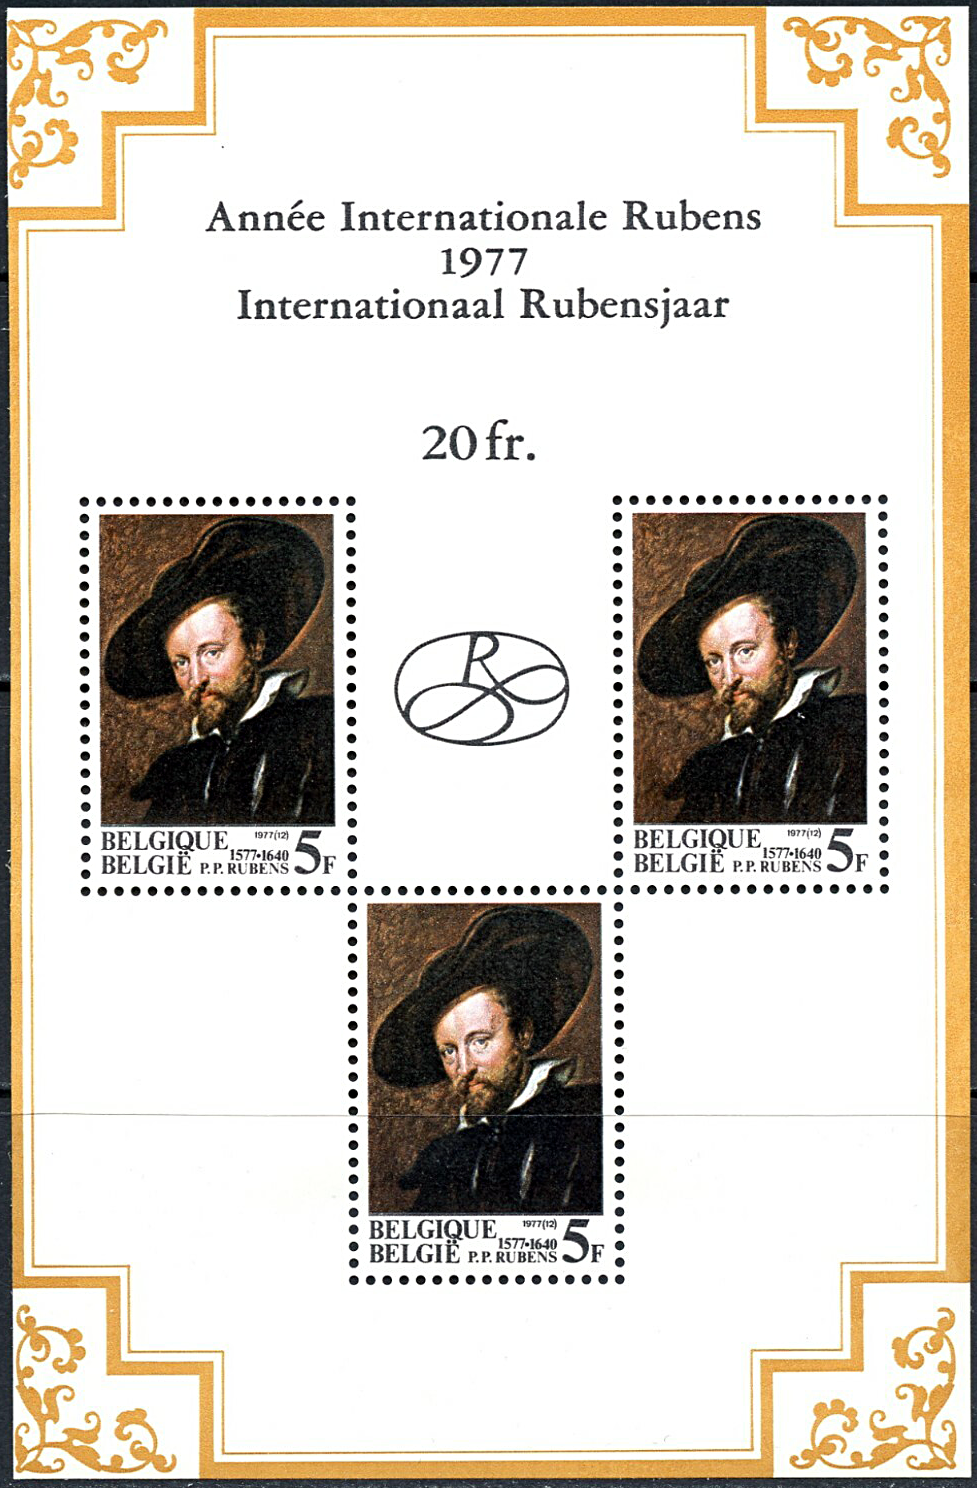 Année Internationale Rubens
1977
Internationaal Rubensjaar
20 fr.
R
BELGIQUE 1977(12) 5F
BELGIË 1577•1640
P.P. RUBENS
BELGIQUE 1977(12) 5F
BELGIË 1577•1640
P.P. RUBENS
BELGIQUE 1977(12) 5F
BELGIË 1577•1640
P.P. RUBENS